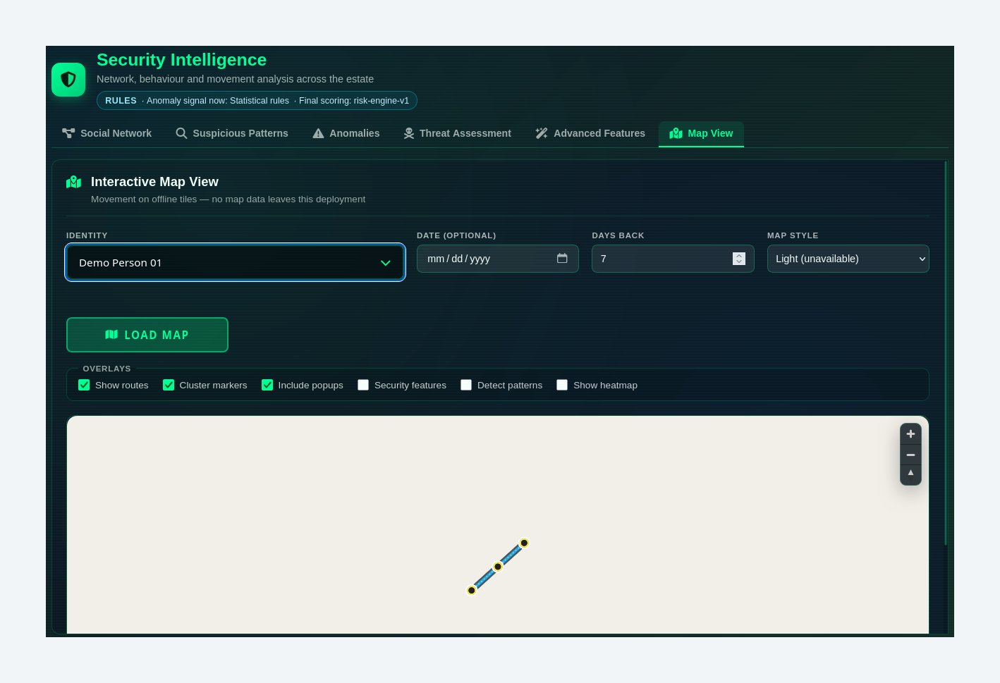 Security Intelligence
Network, behaviour and movement analysis across the estate
RULES · Anomaly signal now: Statistical rules · Final scoring: risk-engine-v1
Social Network Suspicious Patterns Anomalies Threat Assessment Advanced Features Map View
Interactive Map View
Movement on offline tiles — no map data leaves this deployment
IDENTITY DATE (OPTIONAL) DAYS BACK MAP STYLE
Demo Person 01 mm/dd/yyyy 7 Light (unavailable)
LOAD MAP
OVERLAYS
Show routes Cluster markers Include popups Security features Detect patterns Show heatmap